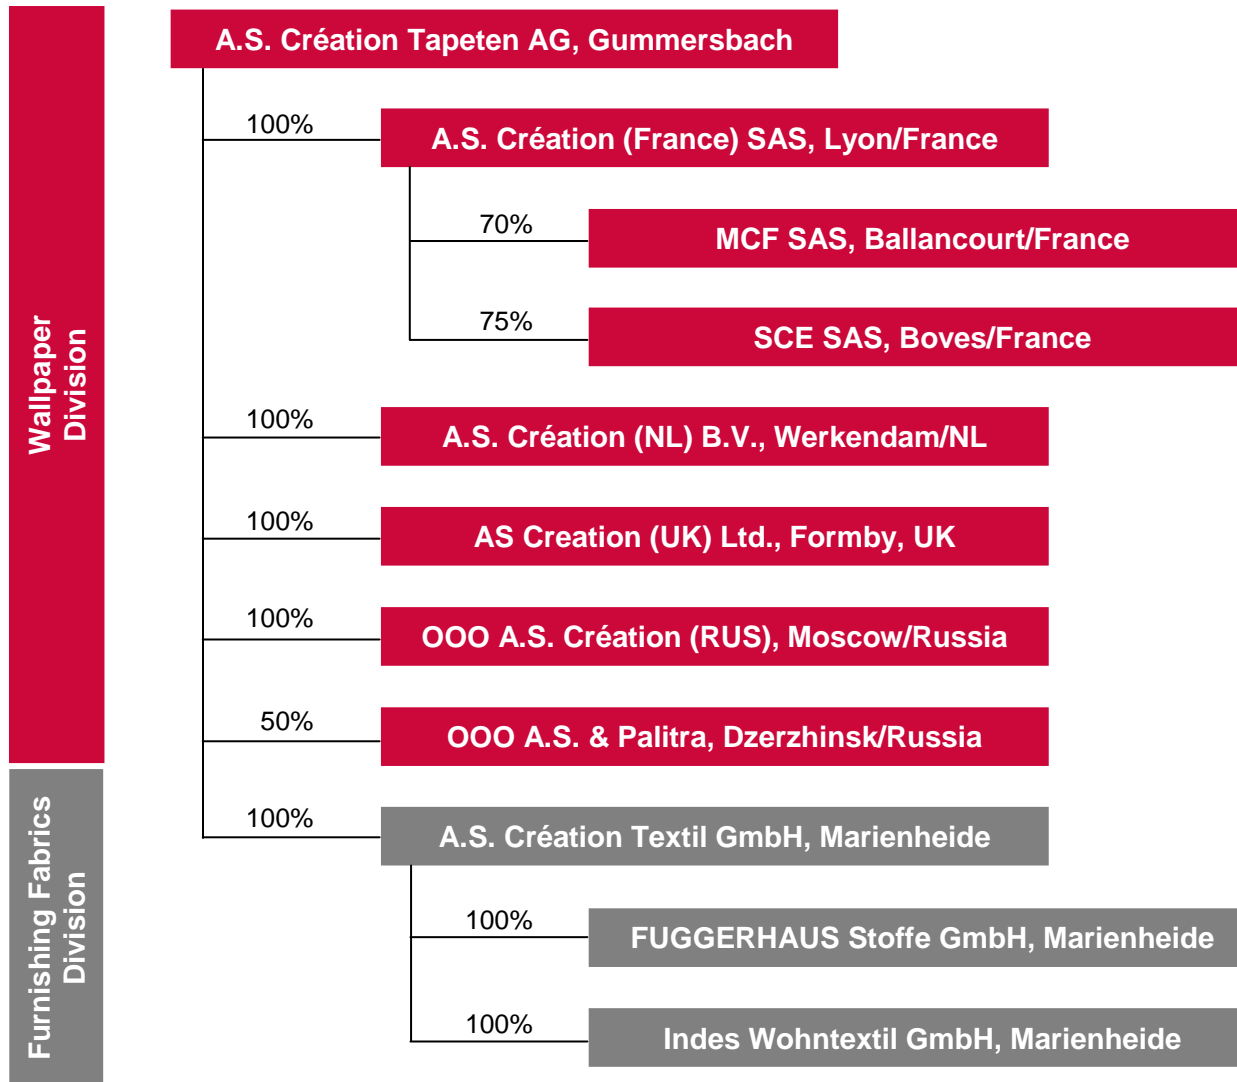 Wallpaper
Division
Furnishing Fabrics
Division
A.S. Création Tapeten AG, Gummersbach
100%
A.S. Création (France) SAS, Lyon/France
70%
MCF SAS, Ballancourt/France
75%
SCE SAS, Boves/France
100%
A.S. Création (NL) B.V., Werkendam/NL
100%
AS Creation (UK) Ltd., Formby, UK
100%
OOO A.S. Création (RUS), Moscow/Russia
50%
OOO A.S. & Palitra, Dzerzhinsk/Russia
100%
A.S. Création Textil GmbH, Marienheide
100%
FUGGERHAUS Stoffe GmbH, Marienheide
100%
Indes Wohntextil GmbH, Marienheide